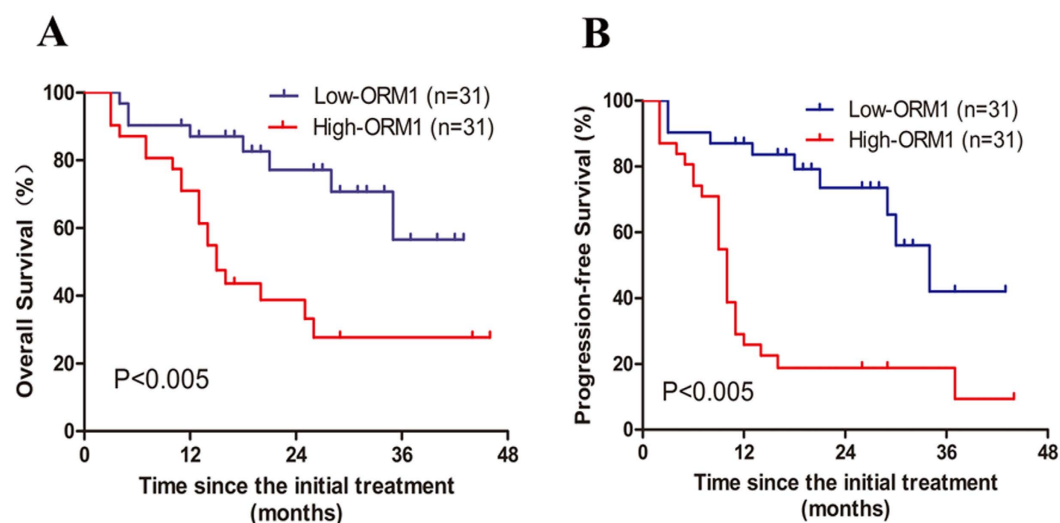 A
Overall Survival (%)
100
80
60
40
20
0
Low-ORM1 (n=31)
High-ORM1 (n=31)
P<0.005
0 12 24 36 48
Time since the initial treatment
(months)
B
Progression-free Survival (%)
100
80
60
40
20
0
Low-ORM1 (n=31)
High-ORM1 (n=31)
P<0.005
0 12 24 36 48
Time since the initial treatment
(months)